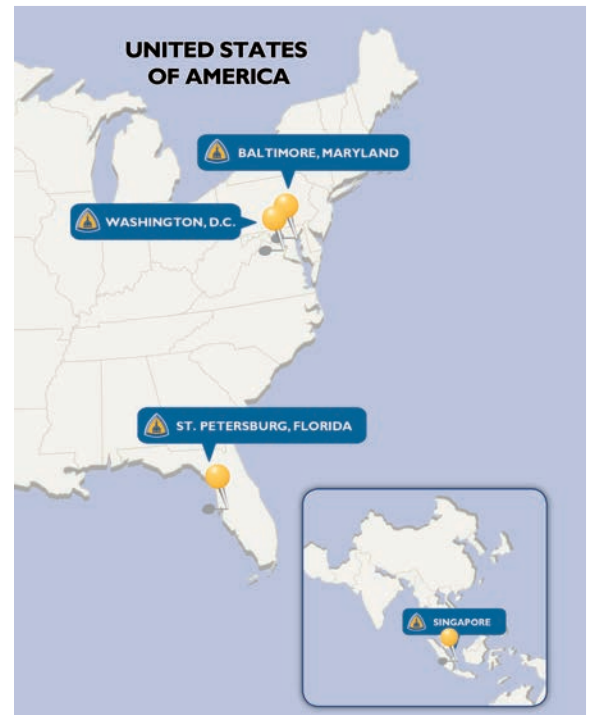 UNITED STATES
OF AMERICA
BALTIMORE, MARYLAND
WASHINGTON, D.C.
ST. PETERSBURG, FLORIDA
SINGAPORE